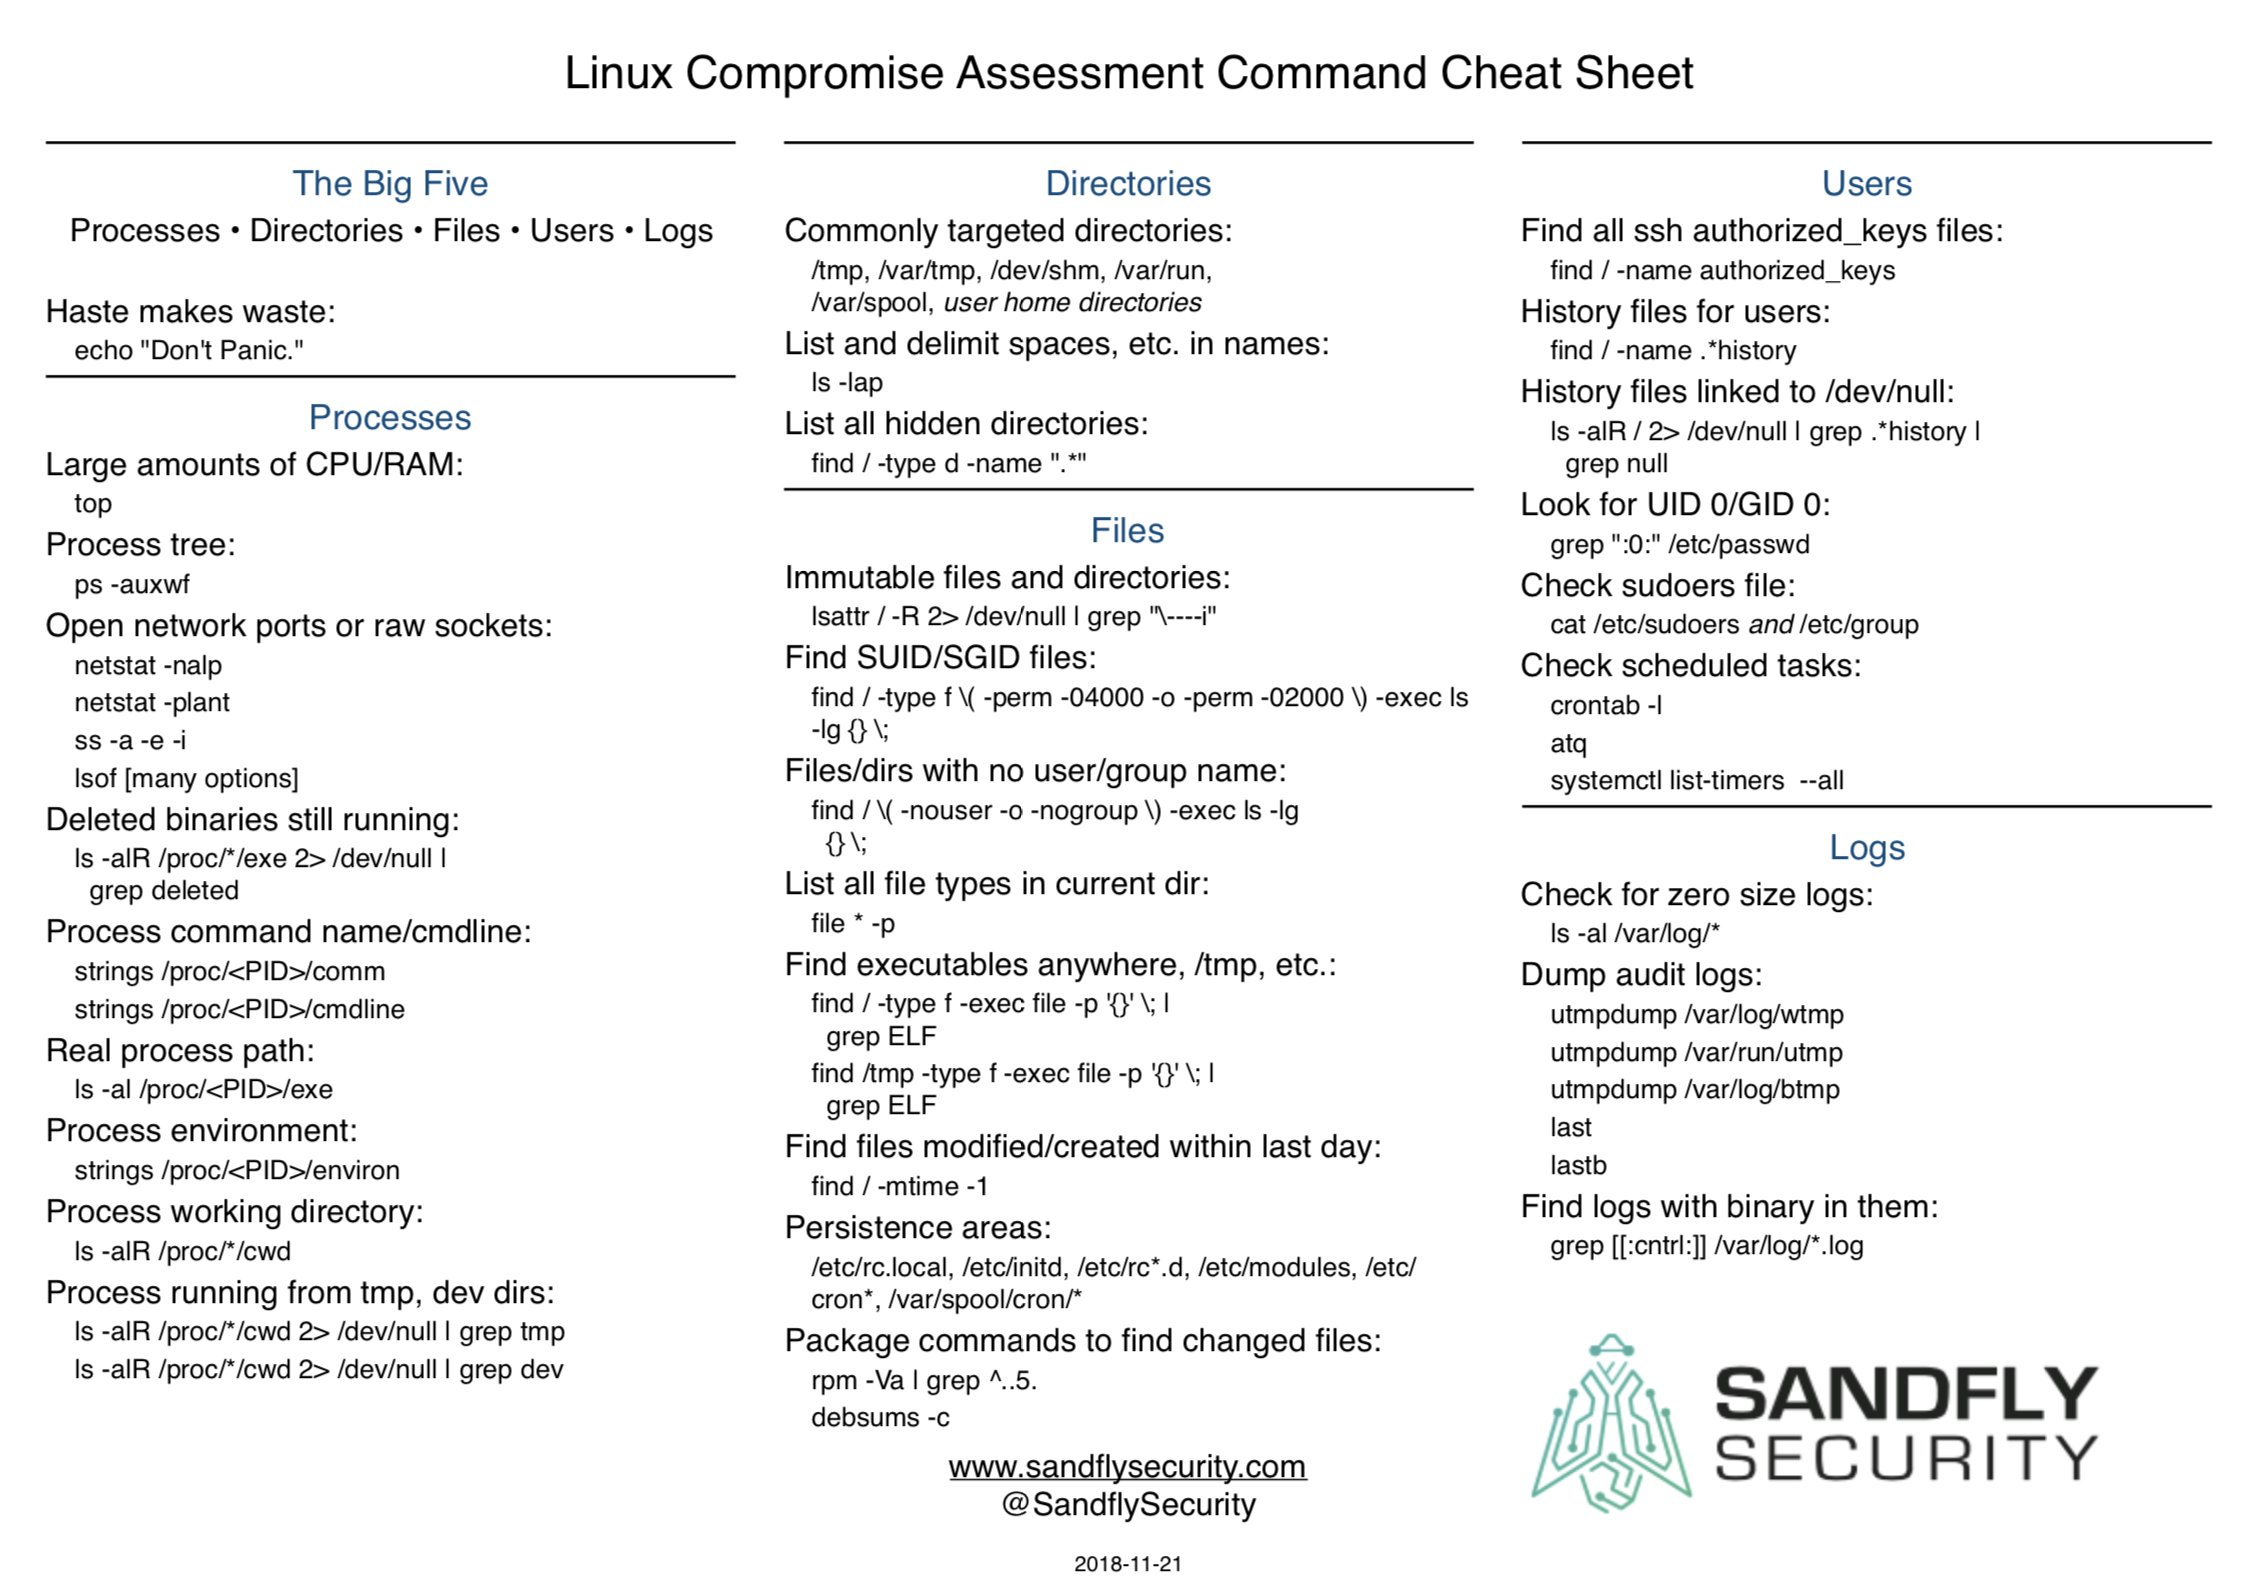 Linux Compromise Assessment Command Cheat Sheet
The Big Five
Processes • Directories • Files • Users • Logs
Haste makes waste:
echo "Don't Panic."
Processes
Large amounts of CPU/RAM:
top
Process tree:
ps -auxwf
Open network ports or raw sockets:
netstat -nalp
netstat -plant
ss -a -e -i
lsof [many options]
Deleted binaries still running:
ls -alR /proc/*/exe 2> /dev/null |
grep deleted
Process command name/cmdline:
strings /proc/<PID>/comm
strings /proc/<PID>/cmdline
Real process path:
ls -al /proc/<PID>/exe
Process environment:
strings /proc/<PID>/environ
Process working directory:
ls -alR /proc/*/cwd
Process running from tmp, dev dirs:
ls -alR /proc/*/cwd 2> /dev/null | grep tmp
ls -alR /proc/*/cwd 2> /dev/null | grep dev
Directories
Commonly targeted directories:
/tmp, /var/tmp, /dev/shm, /var/run,
/var/spool, user home directories
List and delimit spaces, etc. in names:
ls -lap
List all hidden directories:
find / -type d -name ".*"
Files
Immutable files and directories:
lsattr / -R 2> /dev/null | grep "\----i"
Find SUID/SGID files:
find / -type f \( -perm -04000 -o -perm -02000 \) -exec ls
-lg {} \;
Files/dirs with no user/group name:
find / \( -nouser -o -nogroup \) -exec ls -lg
{} \;
List all file types in current dir:
file * -p
Find executables anywhere, /tmp, etc.:
find / -type f -exec file -p '{}' \; |
grep ELF
find /tmp -type f -exec file -p '{}' \; |
grep ELF
Find files modified/created within last day:
find / -mtime -1
Persistence areas:
/etc/rc.local, /etc/initd, /etc/rc*.d, /etc/modules, /etc/
cron*, /var/spool/cron/*
Package commands to find changed files:
rpm -Va | grep ^..5.
debsums -c
Users
Find all ssh authorized_keys files:
find / -name authorized_keys
History files for users:
find / -name .*history
History files linked to /dev/null:
ls -alR / 2> /dev/null | grep .*history |
grep null
Look for UID 0/GID 0:
grep ":0:" /etc/passwd
Check sudoers file:
cat /etc/sudoers and /etc/group
Check scheduled tasks:
crontab -l
atq
systemctl list-timers  --all
Logs
Check for zero size logs:
ls -al /var/log/*
Dump audit logs:
utmpdump /var/log/wtmp
utmpdump /var/run/utmp
utmpdump /var/log/btmp
last
lastb
Find logs with binary in them:
grep [[:cntrl:]] /var/log/*.log
SANDFLY
SECURITY
www.sandflysecurity.com
@SandflySecurity
2018-11-21